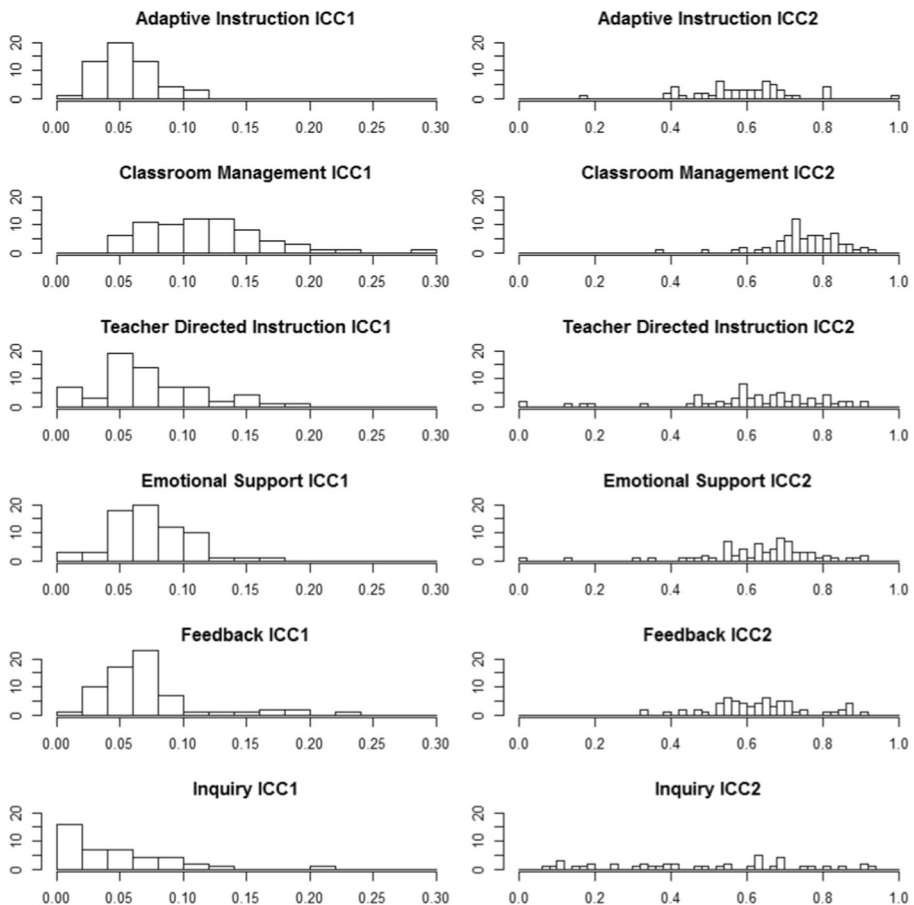 Adaptive Instruction ICC1
20
10
0
0.00 0.05 0.10 0.15 0.20 0.25 0.30
Adaptive Instruction ICC2
20
10
0
0.0 0.2 0.4 0.6 0.8 1.0
Classroom Management ICC1
20
10
0
0.00 0.05 0.10 0.15 0.20 0.25 0.30
Classroom Management ICC2
20
10
0
0.0 0.2 0.4 0.6 0.8 1.0
Teacher Directed Instruction ICC1
20
10
0
0.00 0.05 0.10 0.15 0.20 0.25 0.30
Teacher Directed Instruction ICC2
20
10
0
0.0 0.2 0.4 0.6 0.8 1.0
Emotional Support ICC1
20
10
0
0.00 0.05 0.10 0.15 0.20 0.25 0.30
Emotional Support ICC2
20
10
0
0.0 0.2 0.4 0.6 0.8 1.0
Feedback ICC1
20
10
0
0.00 0.05 0.10 0.15 0.20 0.25 0.30
Feedback ICC2
20
10
0
0.0 0.2 0.4 0.6 0.8 1.0
Inquiry ICC1
20
10
0
0.00 0.05 0.10 0.15 0.20 0.25 0.30
Inquiry ICC2
20
10
0
0.0 0.2 0.4 0.6 0.8 1.0